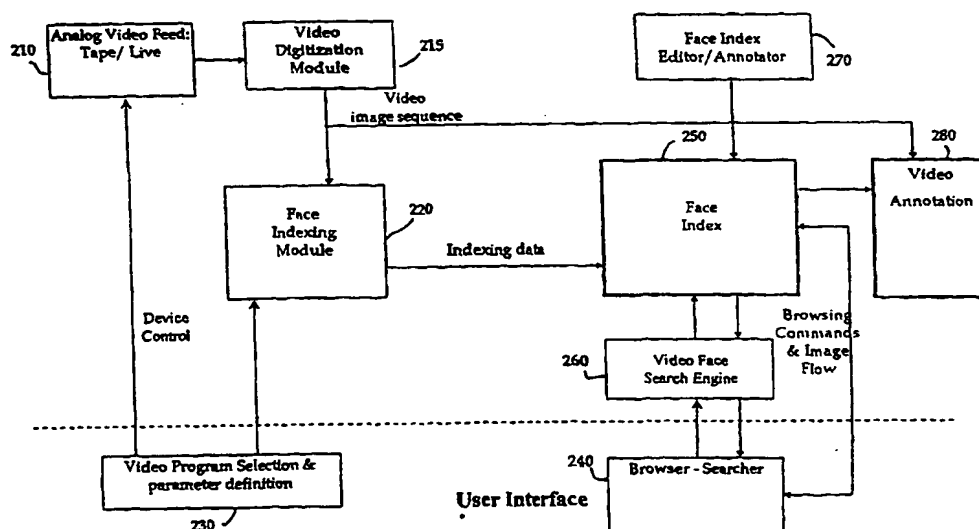 Analog Video Feed:
Tape/ Live
210
Video
Digitization
Module
215
Face Index
Editor/Annotator
270
Video
image sequence
250
280
Face
Indexing
Module
220
Face
Index
Video
Annotation
Indexing data
Device
Control
Browsing
Commands
& Image
Flow
260
Video Face
Search Engine
Video Program Selection &
parameter definition
230
240
Browser - Searcher
User Interface